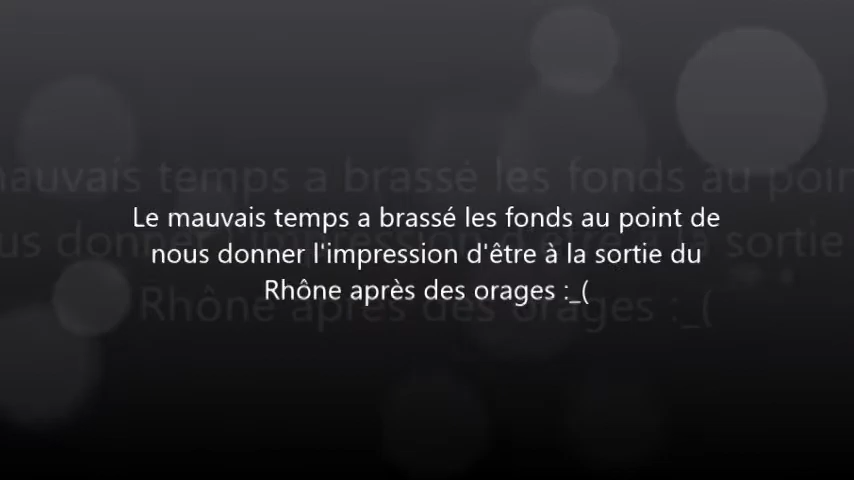 Le mauvais temps a brassé les fonds au point de
nous donner l'impression d'être à la sortie du
Rhône après des orages :_(